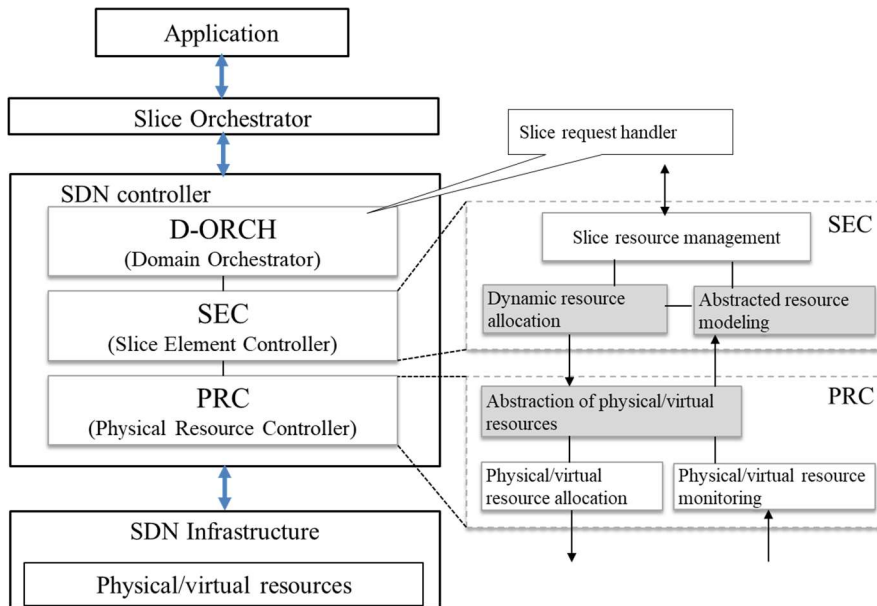 Application
Slice Orchestrator
SDN controller
D-ORCH
(Domain Orchestrator)
SEC
(Slice Element Controller)
PRC
(Physical Resource Controller)
SDN Infrastructure
Physical/virtual resources
Slice request handler
SEC
Slice resource management
Dynamic resource
allocation
Abstracted resource
modeling
PRC
Abstraction of physical/virtual
resources
Physical/virtual
resource allocation
Physical/virtual resource
monitoring